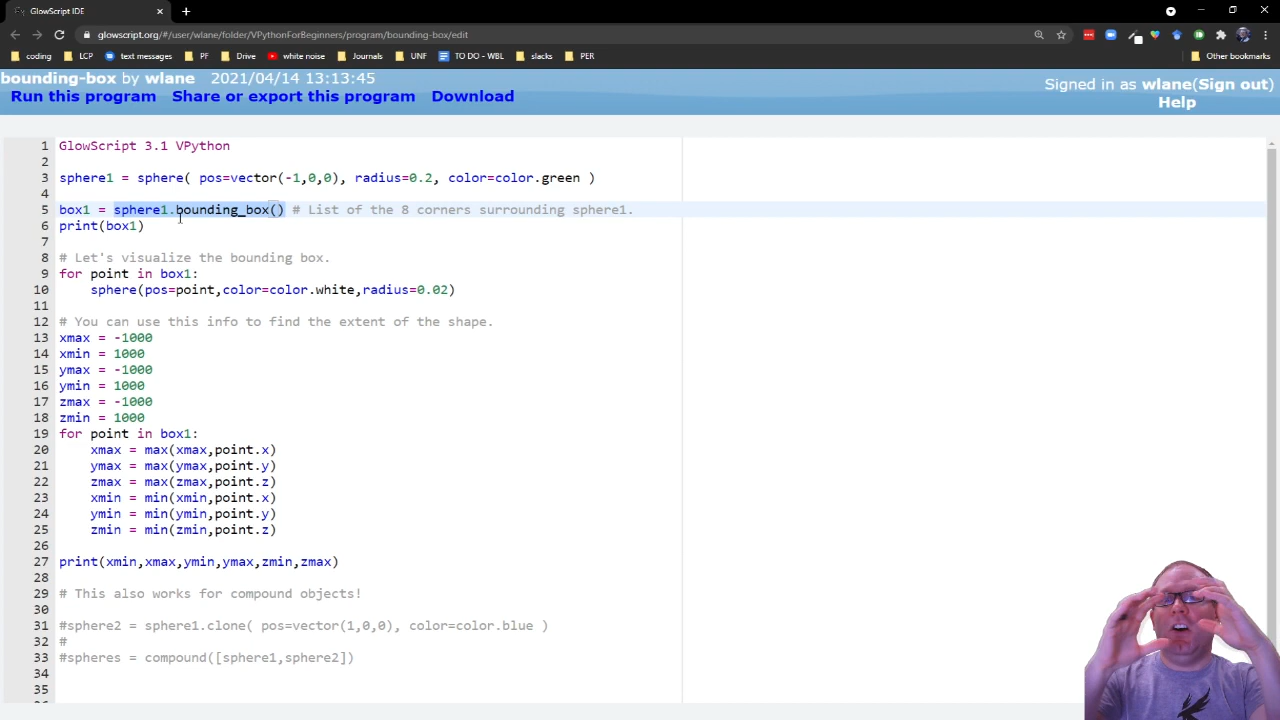 GlowScript IDE
glowscript.org/#/user/wlane/folder/VPythonForBeginners/program/bounding-box/edit
coding LCP text messages PF Drive white noise Journals UNF TO DO - WBL slacks PER Other bookmarks
bounding-box by wlane 2021/04/14 13:13:45
Signed in as wlane(Sign out)
Run this program Share or export this program Download
Help
1 GlowScript 3.1 VPython
2
3 sphere1 = sphere( pos=vector(-1,0,0), radius=0.2, color=color.green )
4
5 box1 = sphere1.bounding_box() # List of the 8 corners surrounding sphere1.
6 print(box1)
7
8 # Let's visualize the bounding box.
9 for point in box1:
10 sphere(pos=point,color=color.white,radius=0.02)
11
12 # You can use this info to find the extent of the shape.
13 xmax = -1000
14 xmin = 1000
15 ymax = -1000
16 ymin = 1000
17 zmax = -1000
18 zmin = 1000
19 for point in box1:
20 xmax = max(xmax,point.x)
21 ymax = max(ymax,point.y)
22 zmax = max(zmax,point.z)
23 xmin = min(xmin,point.x)
24 ymin = min(ymin,point.y)
25 zmin = min(zmin,point.z)
26
27 print(xmin,xmax,ymin,ymax,zmin,zmax)
28
29 # This also works for compound objects!
30
31 #sphere2 = sphere1.clone( pos=vector(1,0,0), color=color.blue )
32 #
33 #spheres = compound([sphere1,sphere2])
34
35